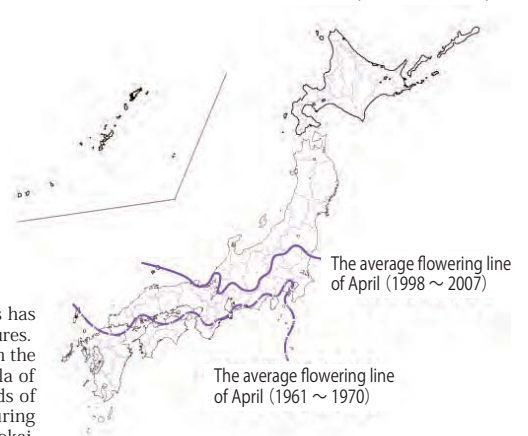 The average flowering line
of April (1998 ~ 2007)
s has
ures.
n the
la of
ds of
uring
The average flowering line
of April (1961 ~ 1970)